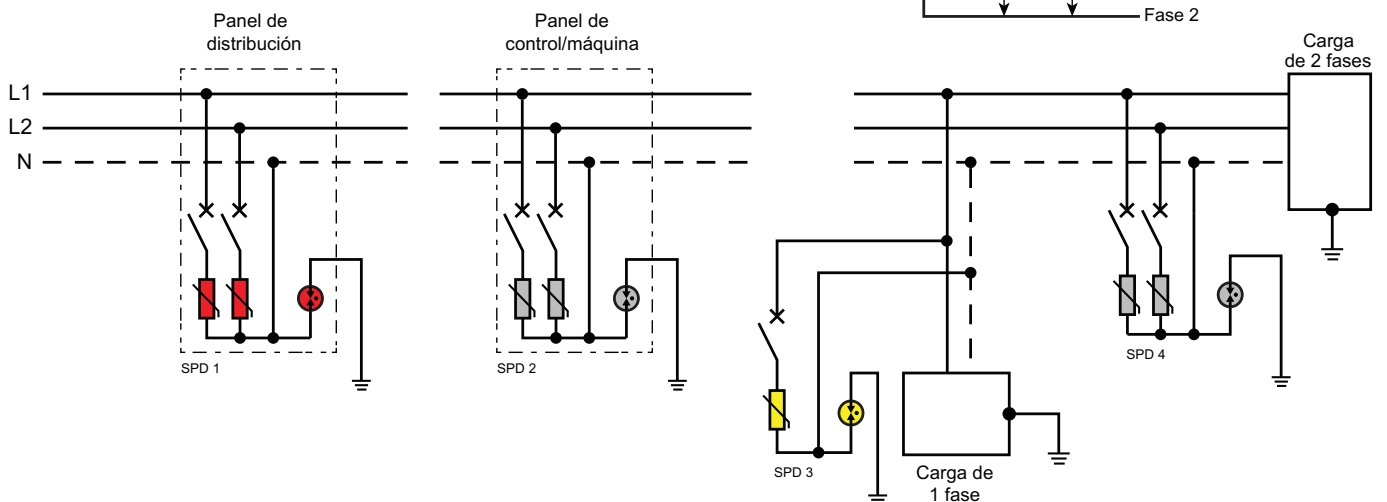 Fase 2
Panel de
distribución
Panel de
control/máquina
Carga
de 2 fases
L1
L2
N
SPD 1
SPD 2
SPD 3
SPD 4
Carga de
1 fase